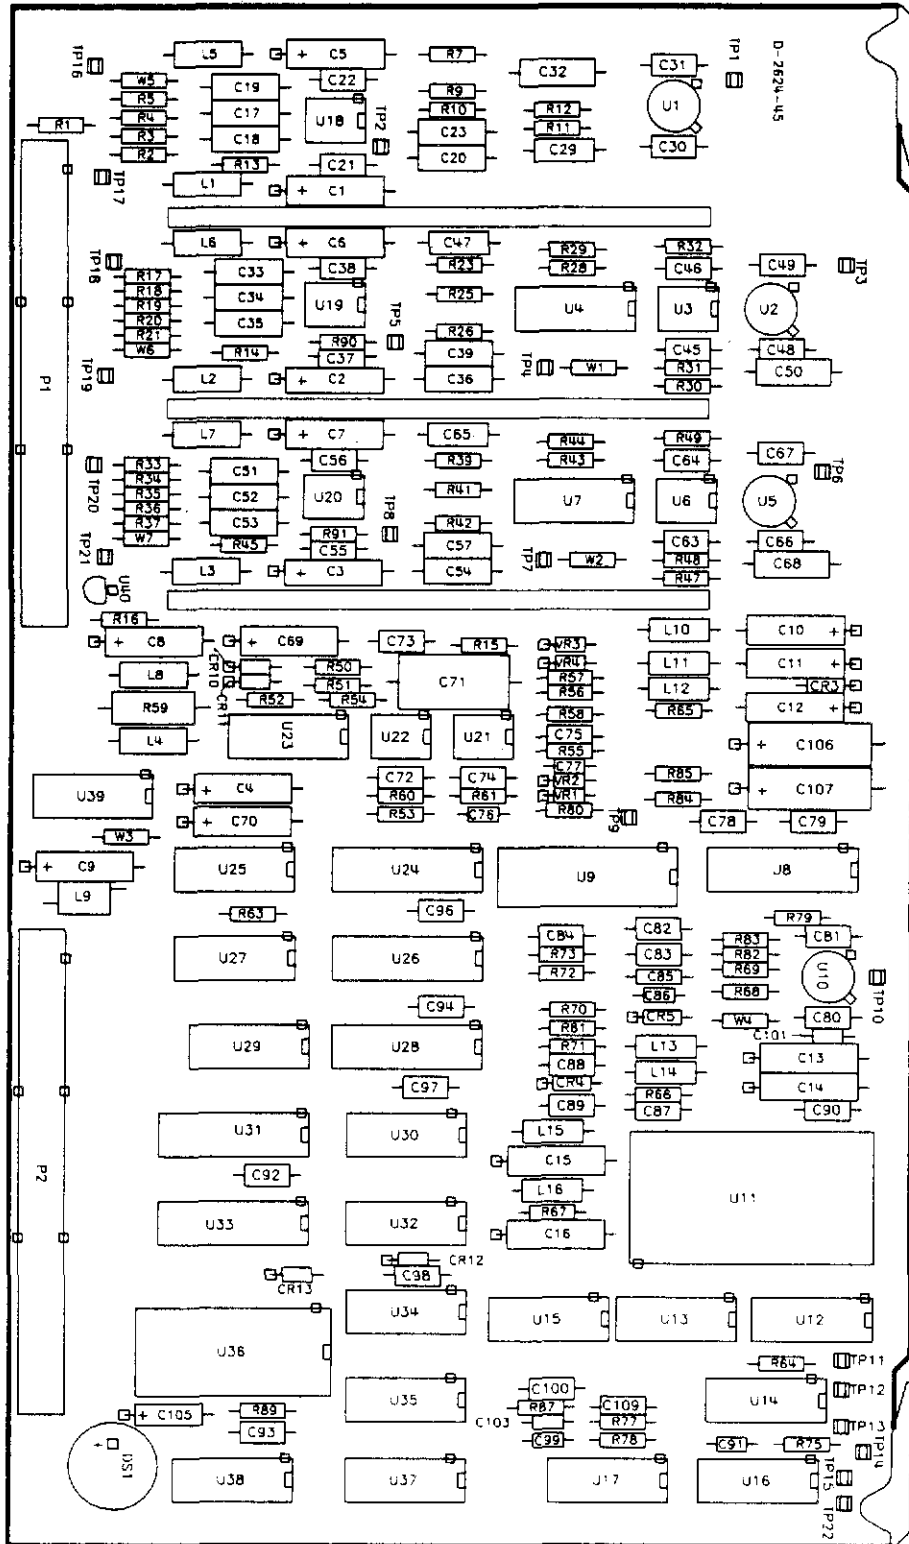 TP16
L5
+ C5
R7
C31
TP1
D-2624-45
W5
C22
C32
C19
R9
R5
TP2
R10
R12
U1
R4
C17
U18
R1
R3
C18
C23
R11
R2
C20
C29
C30
R13
C21
TP17
L1
+ C1
L6
+ C6
C47
R29
R32
TP18
C38
R23
R28
C46
C49
TP3
R17
C33
R18
C34
U19
R25
U4
U3
U2
R19
R20
C35
TP5
R26
R21
R90
W6
R14
C37
C39
C45
C48
TP19
L2
+ C2
C36
TP4
W1
R31
C50
R30
P1
L7
+ C7
C65
R44
R49
C56
R39
R43
C64
C67
TP6
R33
C51
TP20
R34
R35
C52
U20
R41
U7
U6
U5
R36
R37
C53
TP8
R42
W7
R91
R45
C55
C57
C63
C66
TP21
L3
+ C3
C54
TP7
W2
R48
C68
U40
R47
R16
L10
C10 +
+ C8
+ C69
C73
R15
VR3
L8
CR10
R50
VR4
L11
C11 +
CR11
R51
C71
R57
L12
CR3
R59
R52
R54
R56
R65
C12 +
L4
U23
U22
U21
R58
C75
+ C106
R55
U39
+ C4
C72
C74
C77
R85
VR2
R60
R61
VR1
R84
+ C107
+ C70
R53
C76
R80
TP9
C78
C79
W3
+ C9
U25
U24
U9
U8
L9
R63
C96
R79
C84
C82
C81
U27
U26
R73
C83
R83
R82
R72
C85
R69
U10
TP10
C86
R68
C94
R70
CR5
W4
C80
U29
U28
R81
C101
R71
L13
C13
C88
C97
CR4
L14
C14
R66
C89
C87
C90
U31
U30
L15
P2
C92
C15
U11
L16
U33
U32
R67
C16
CR12
CR13
C98
U34
U15
U13
U12
U36
R64
TP11
U35
C100
U14
TP12
+ C105
R89
R87
C109
C103
R77
TP13
DS1
+
C93
C99
R78
C91
R75
TP14
U38
U37
U17
U16
TP15
TP22